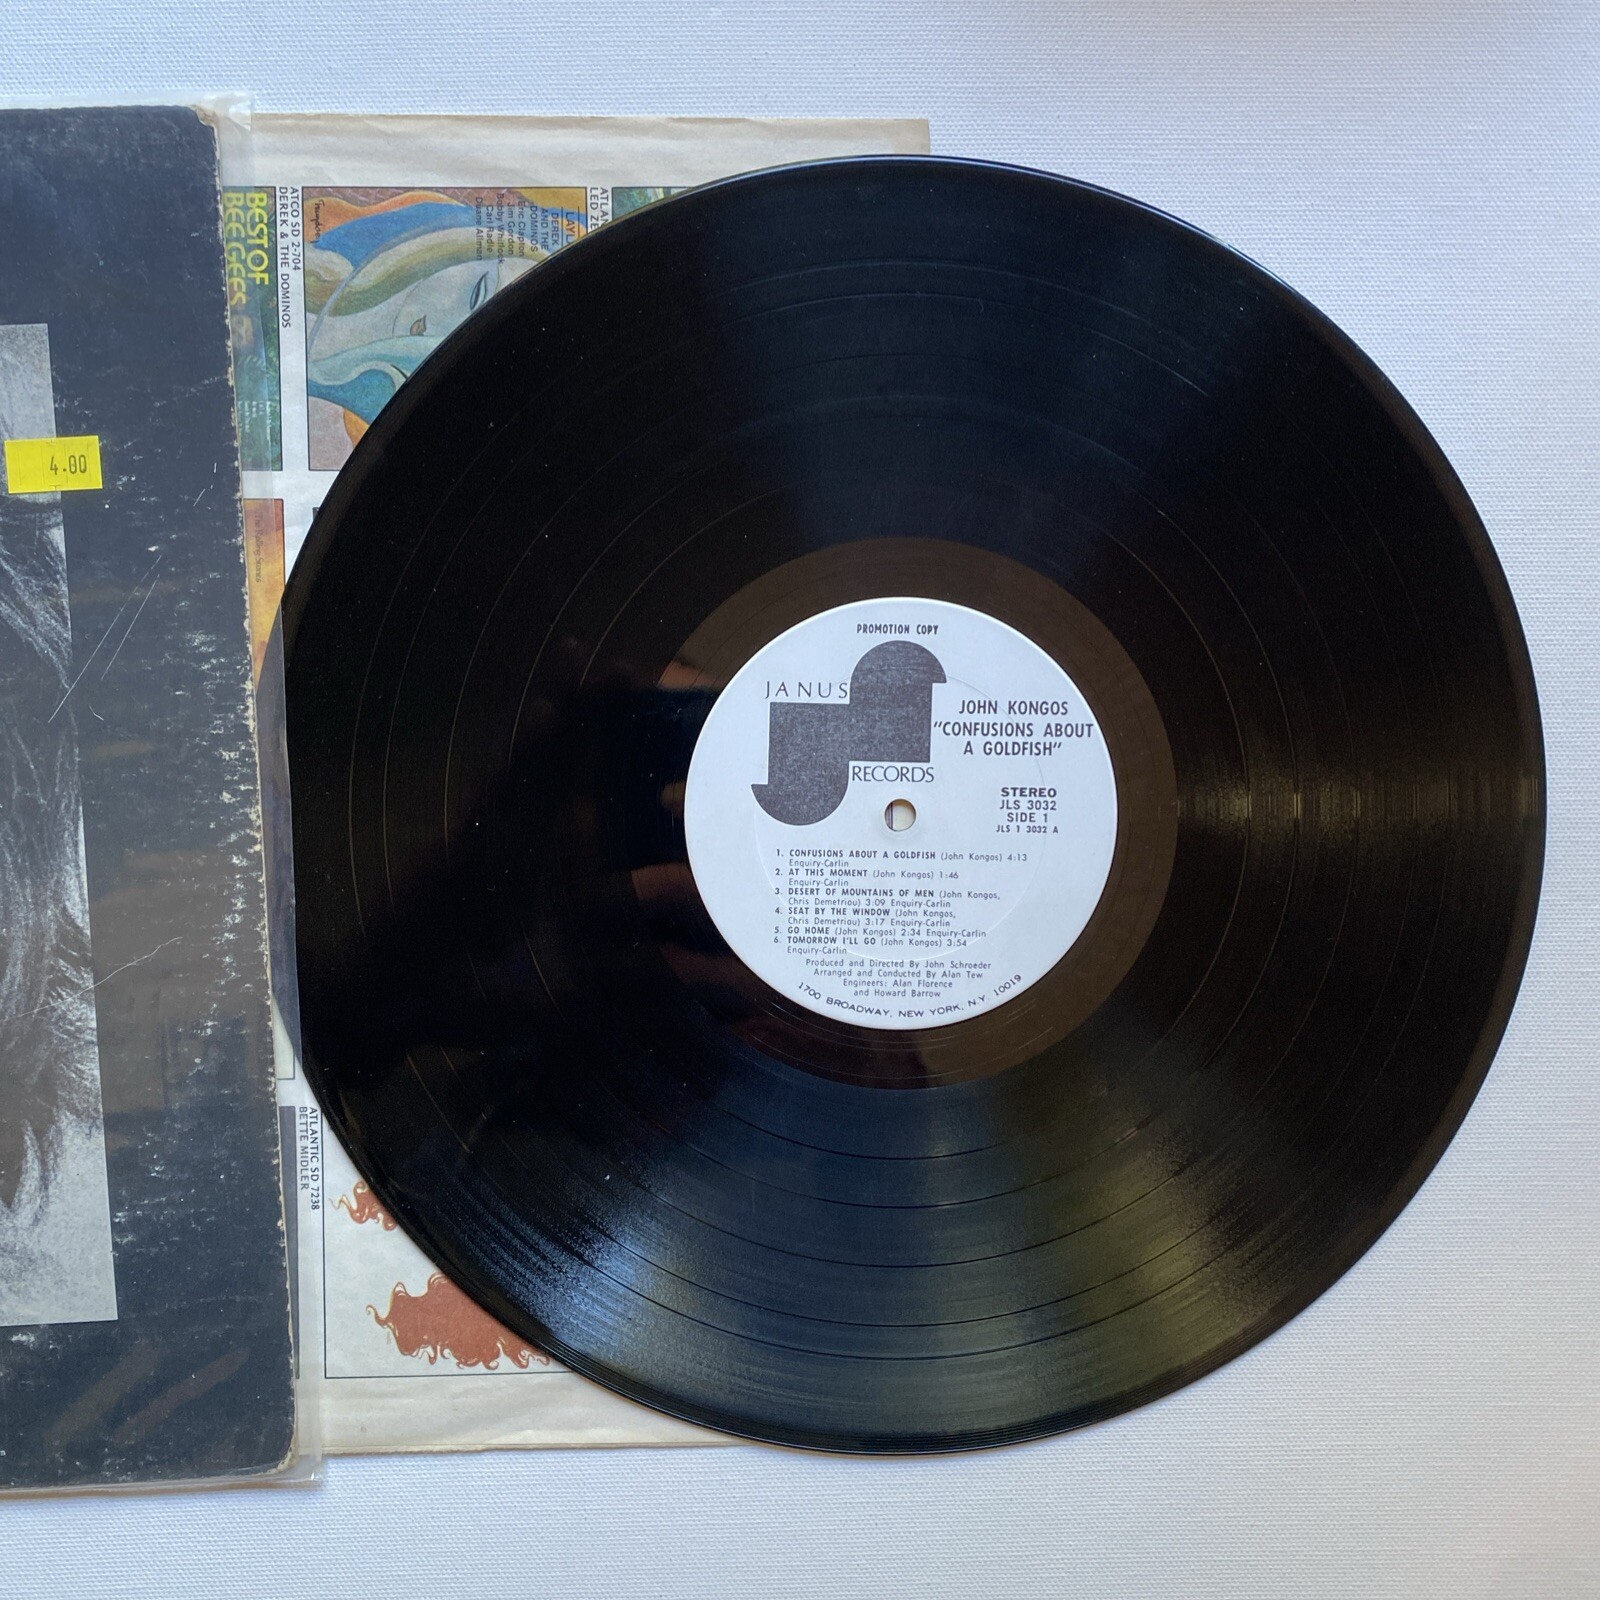 4.00
BEST OF
BEE GEES
ATCO SD 2-704
DEREK & THE DOMINOS
LAYLA
DEREK
AND THE
DOMINOS
Eric Clapton
Jim Gordon
Bobby Whitlock
Carl Radle
Duane Allman
ATLANTIC SD 7238
BETTE MIDLER
PROMOTION COPY
JANUS
RECORDS
JOHN KONGOS
"CONFUSIONS ABOUT
A GOLDFISH"
STEREO
JLS 3032
SIDE 1
JLS 1 3032 A
1. CONFUSIONS ABOUT A GOLDFISH (John Kongos) 4:13
Enquiry-Carlin
2. AT THIS MOMENT (John Kongos) 1:46
Enquiry-Carlin
3. DESERT OF MOUNTAINS OF MEN (John Kongos,
Chris Demetriou) 3:09 Enquiry-Carlin
4. SEAT BY THE WINDOW (John Kongos,
Chris Demetriou) 3:17 Enquiry-Carlin
5. GO HOME (John Kongos) 2:34 Enquiry-Carlin
6. TOMORROW I'LL GO (John Kongos) 3:54
Enquiry-Carlin
Produced and Directed By John Schroeder
Arranged and Conducted By Alan Tew
Engineers: Alan Florence
and Howard Barrow
1700 BROADWAY, NEW YORK, N.Y. 10019